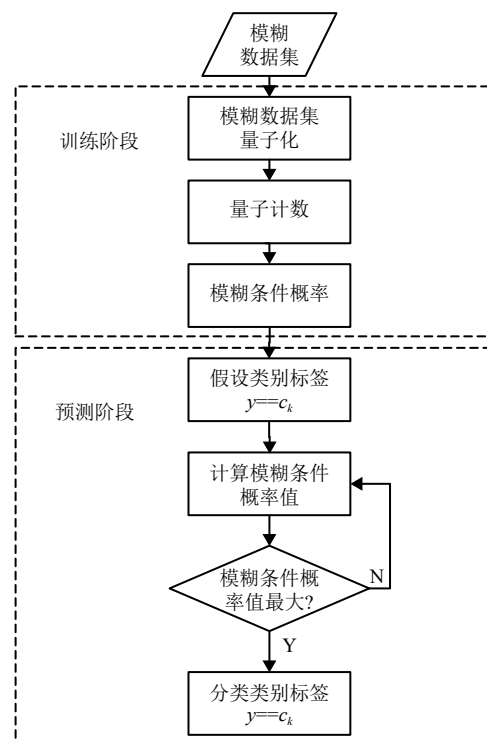 模糊
数据集
训练阶段
模糊数据集
量子化
量子计数
模糊条件概率
假设类别标签
y==cₖ
预测阶段
计算模糊条件
概率值
模糊条件概
率值最大?
N
Y
分类类别标签
y==cₖ